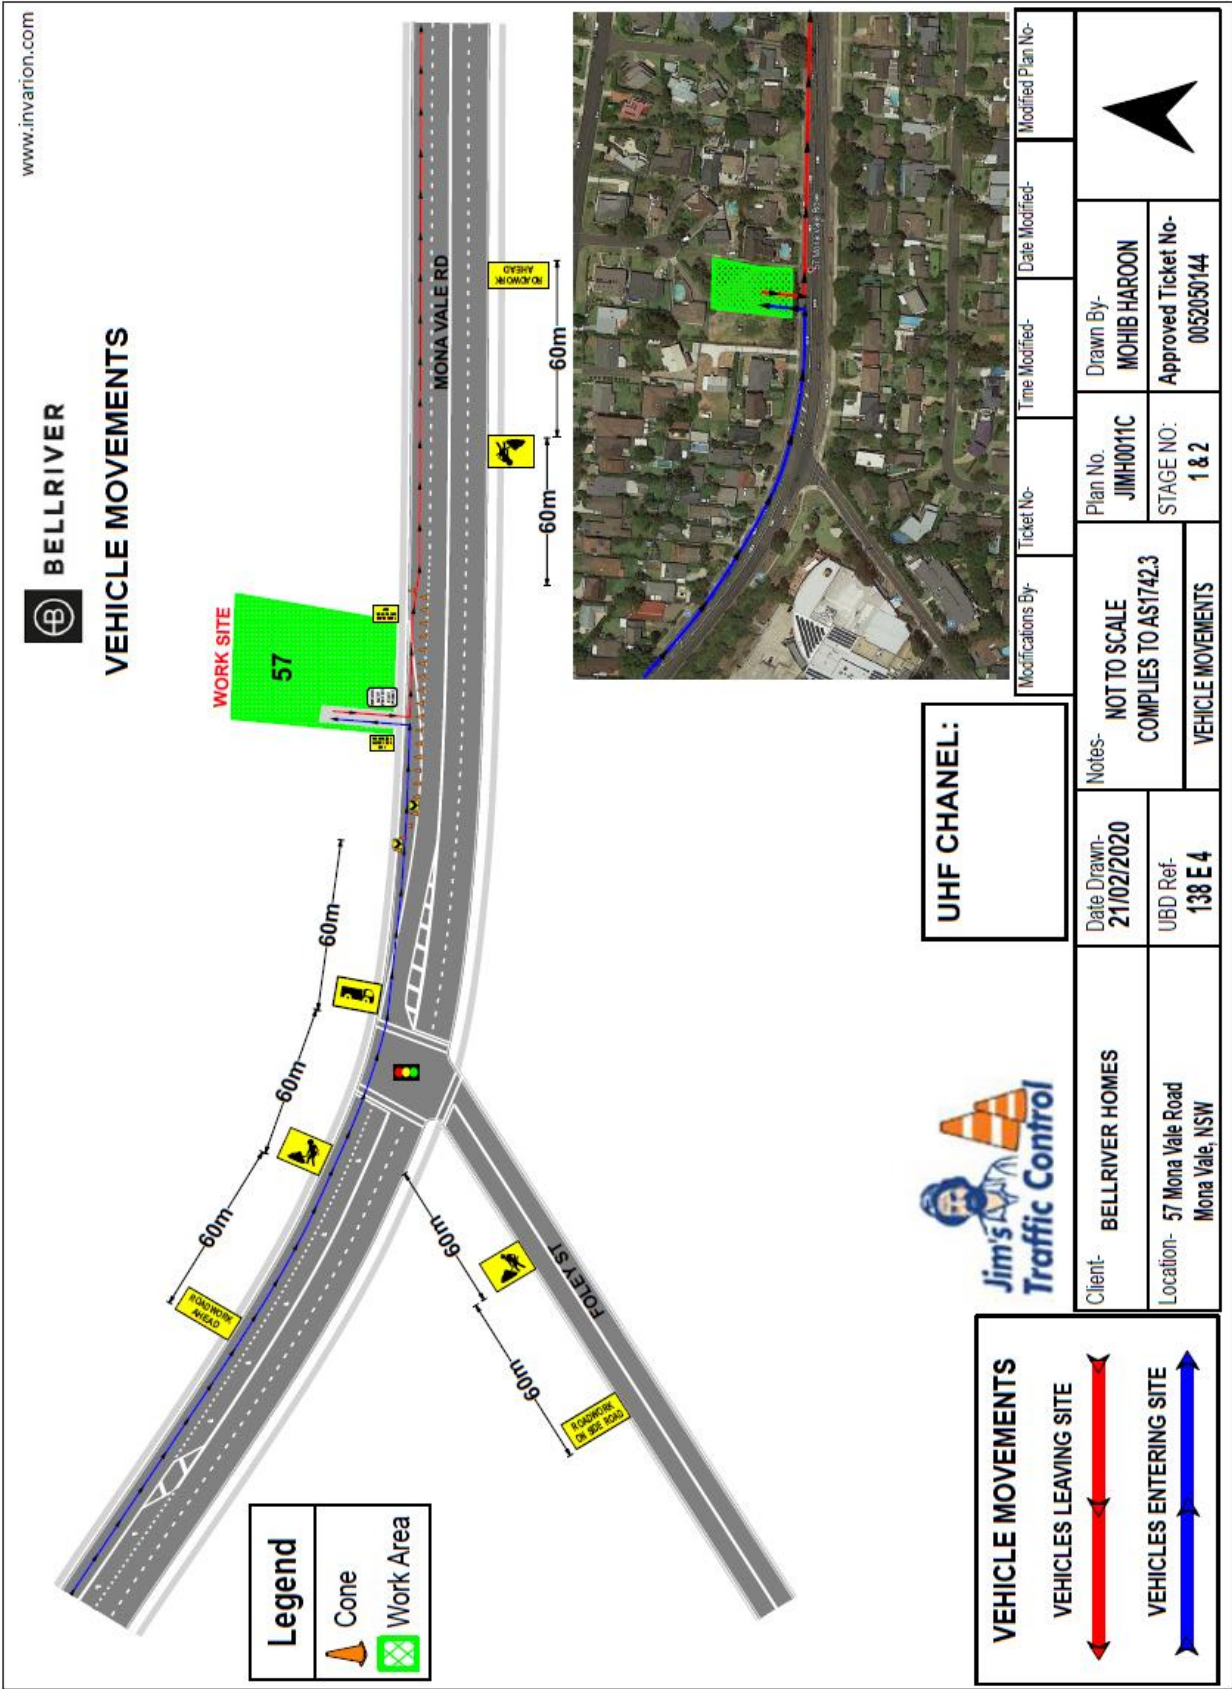 www.invarion.com
BELLRIVER
VEHICLE MOVEMENTS
WORK SITE
57
60m
60m
60m
ROADWORK
AHEAD
60m
60m
ROADWORK
ON SIDE ROAD
FOLEY ST
MONA VALE RD
60m
60m
ROADWORK
AHEAD
57 Mona Vale Road
Legend
Cone
Work Area
UHF CHANEL:
Jim's
Traffic Control
VEHICLE MOVEMENTS
VEHICLES LEAVING SITE
VEHICLES ENTERING SITE
Modifications By-
Ticket No-
Time Modified-
Date Modified-
Modified Plan No-
Client- BELLRIVER HOMES
Location- 57 Mona Vale Road
Mona Vale, NSW
Date Drawn-
21/02/2020
UBD Ref-
138 E 4
Notes-
NOT TO SCALE
COMPLIES TO AS1742.3
VEHICLE MOVEMENTS
Plan No.
JIMH0011C
STAGE NO:
1 & 2
Drawn By-
MOHIB HAROON
Approved Ticket No-
0052050144